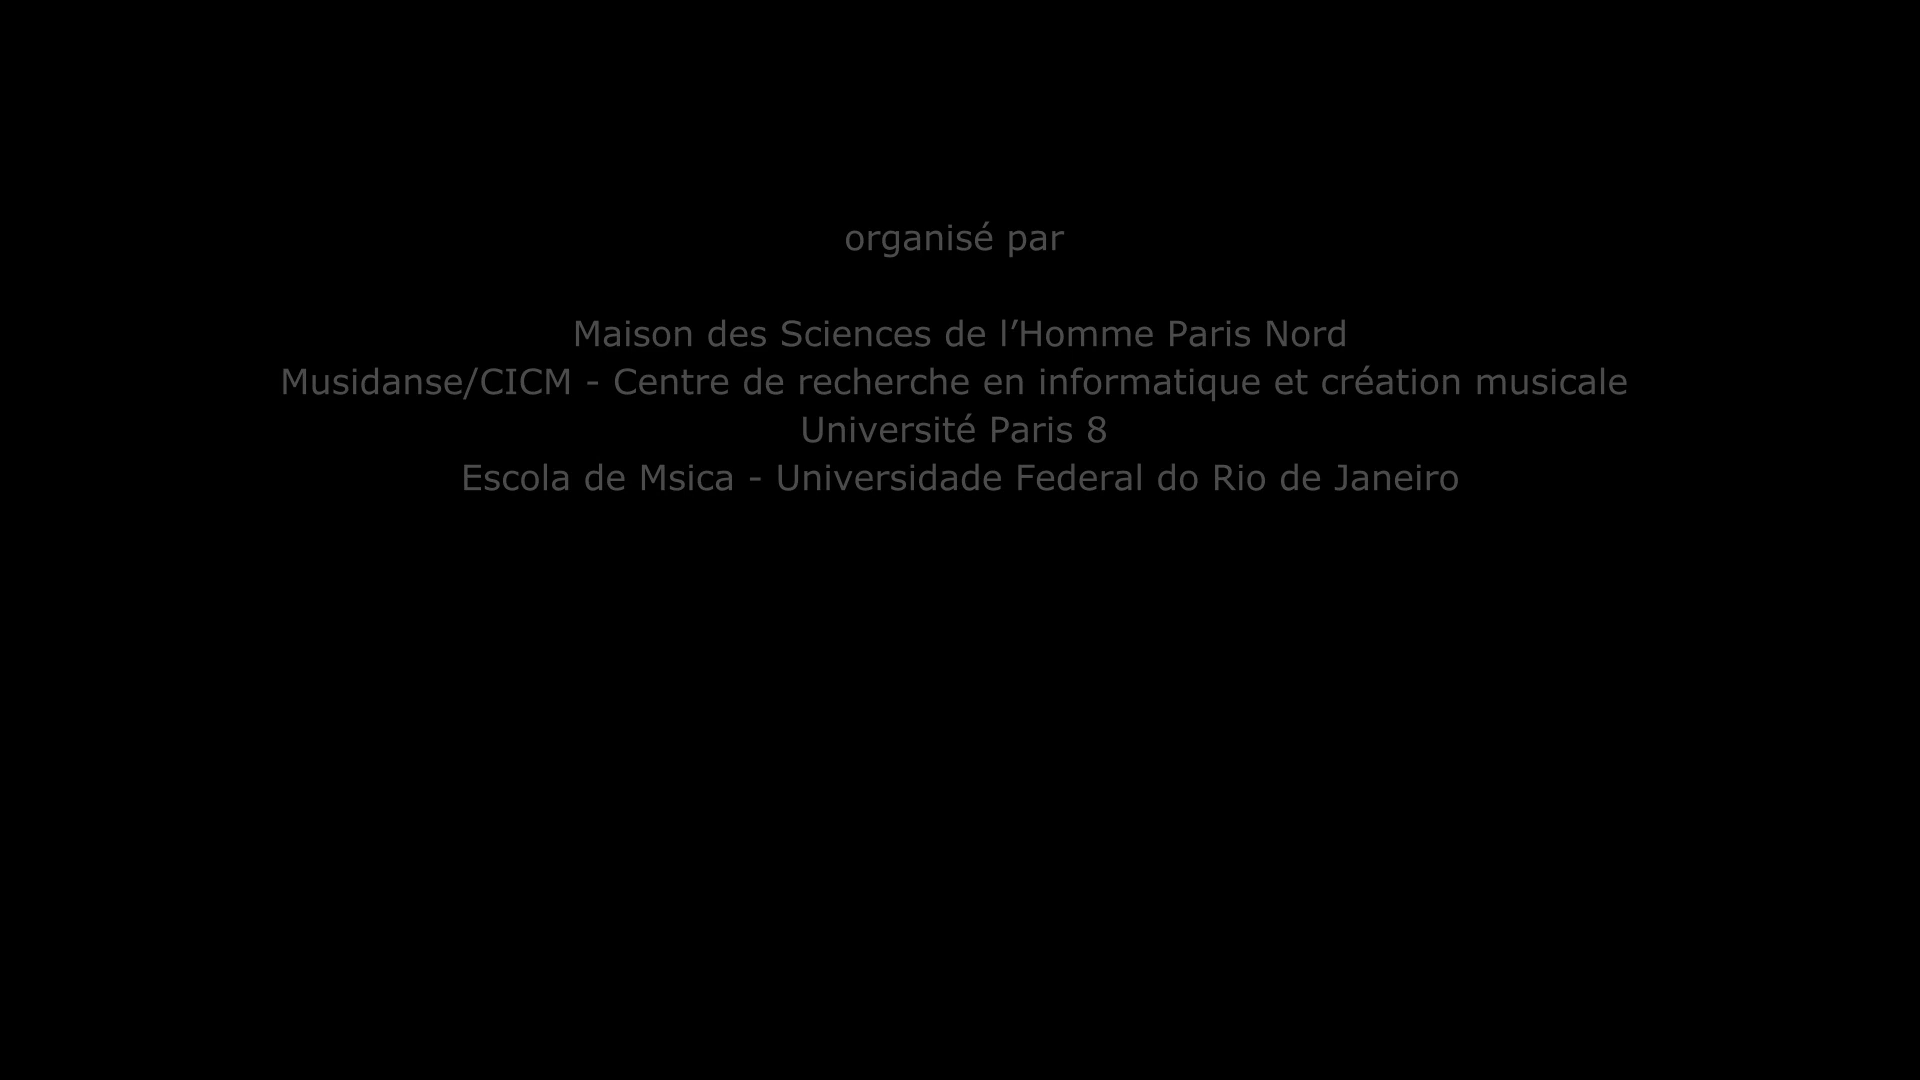 organisé par
Maison des Sciences de l’Homme Paris Nord
Musidanse/CICM - Centre de recherche en informatique et création musicale
Université Paris 8
Escola de Msica - Universidade Federal do Rio de Janeiro